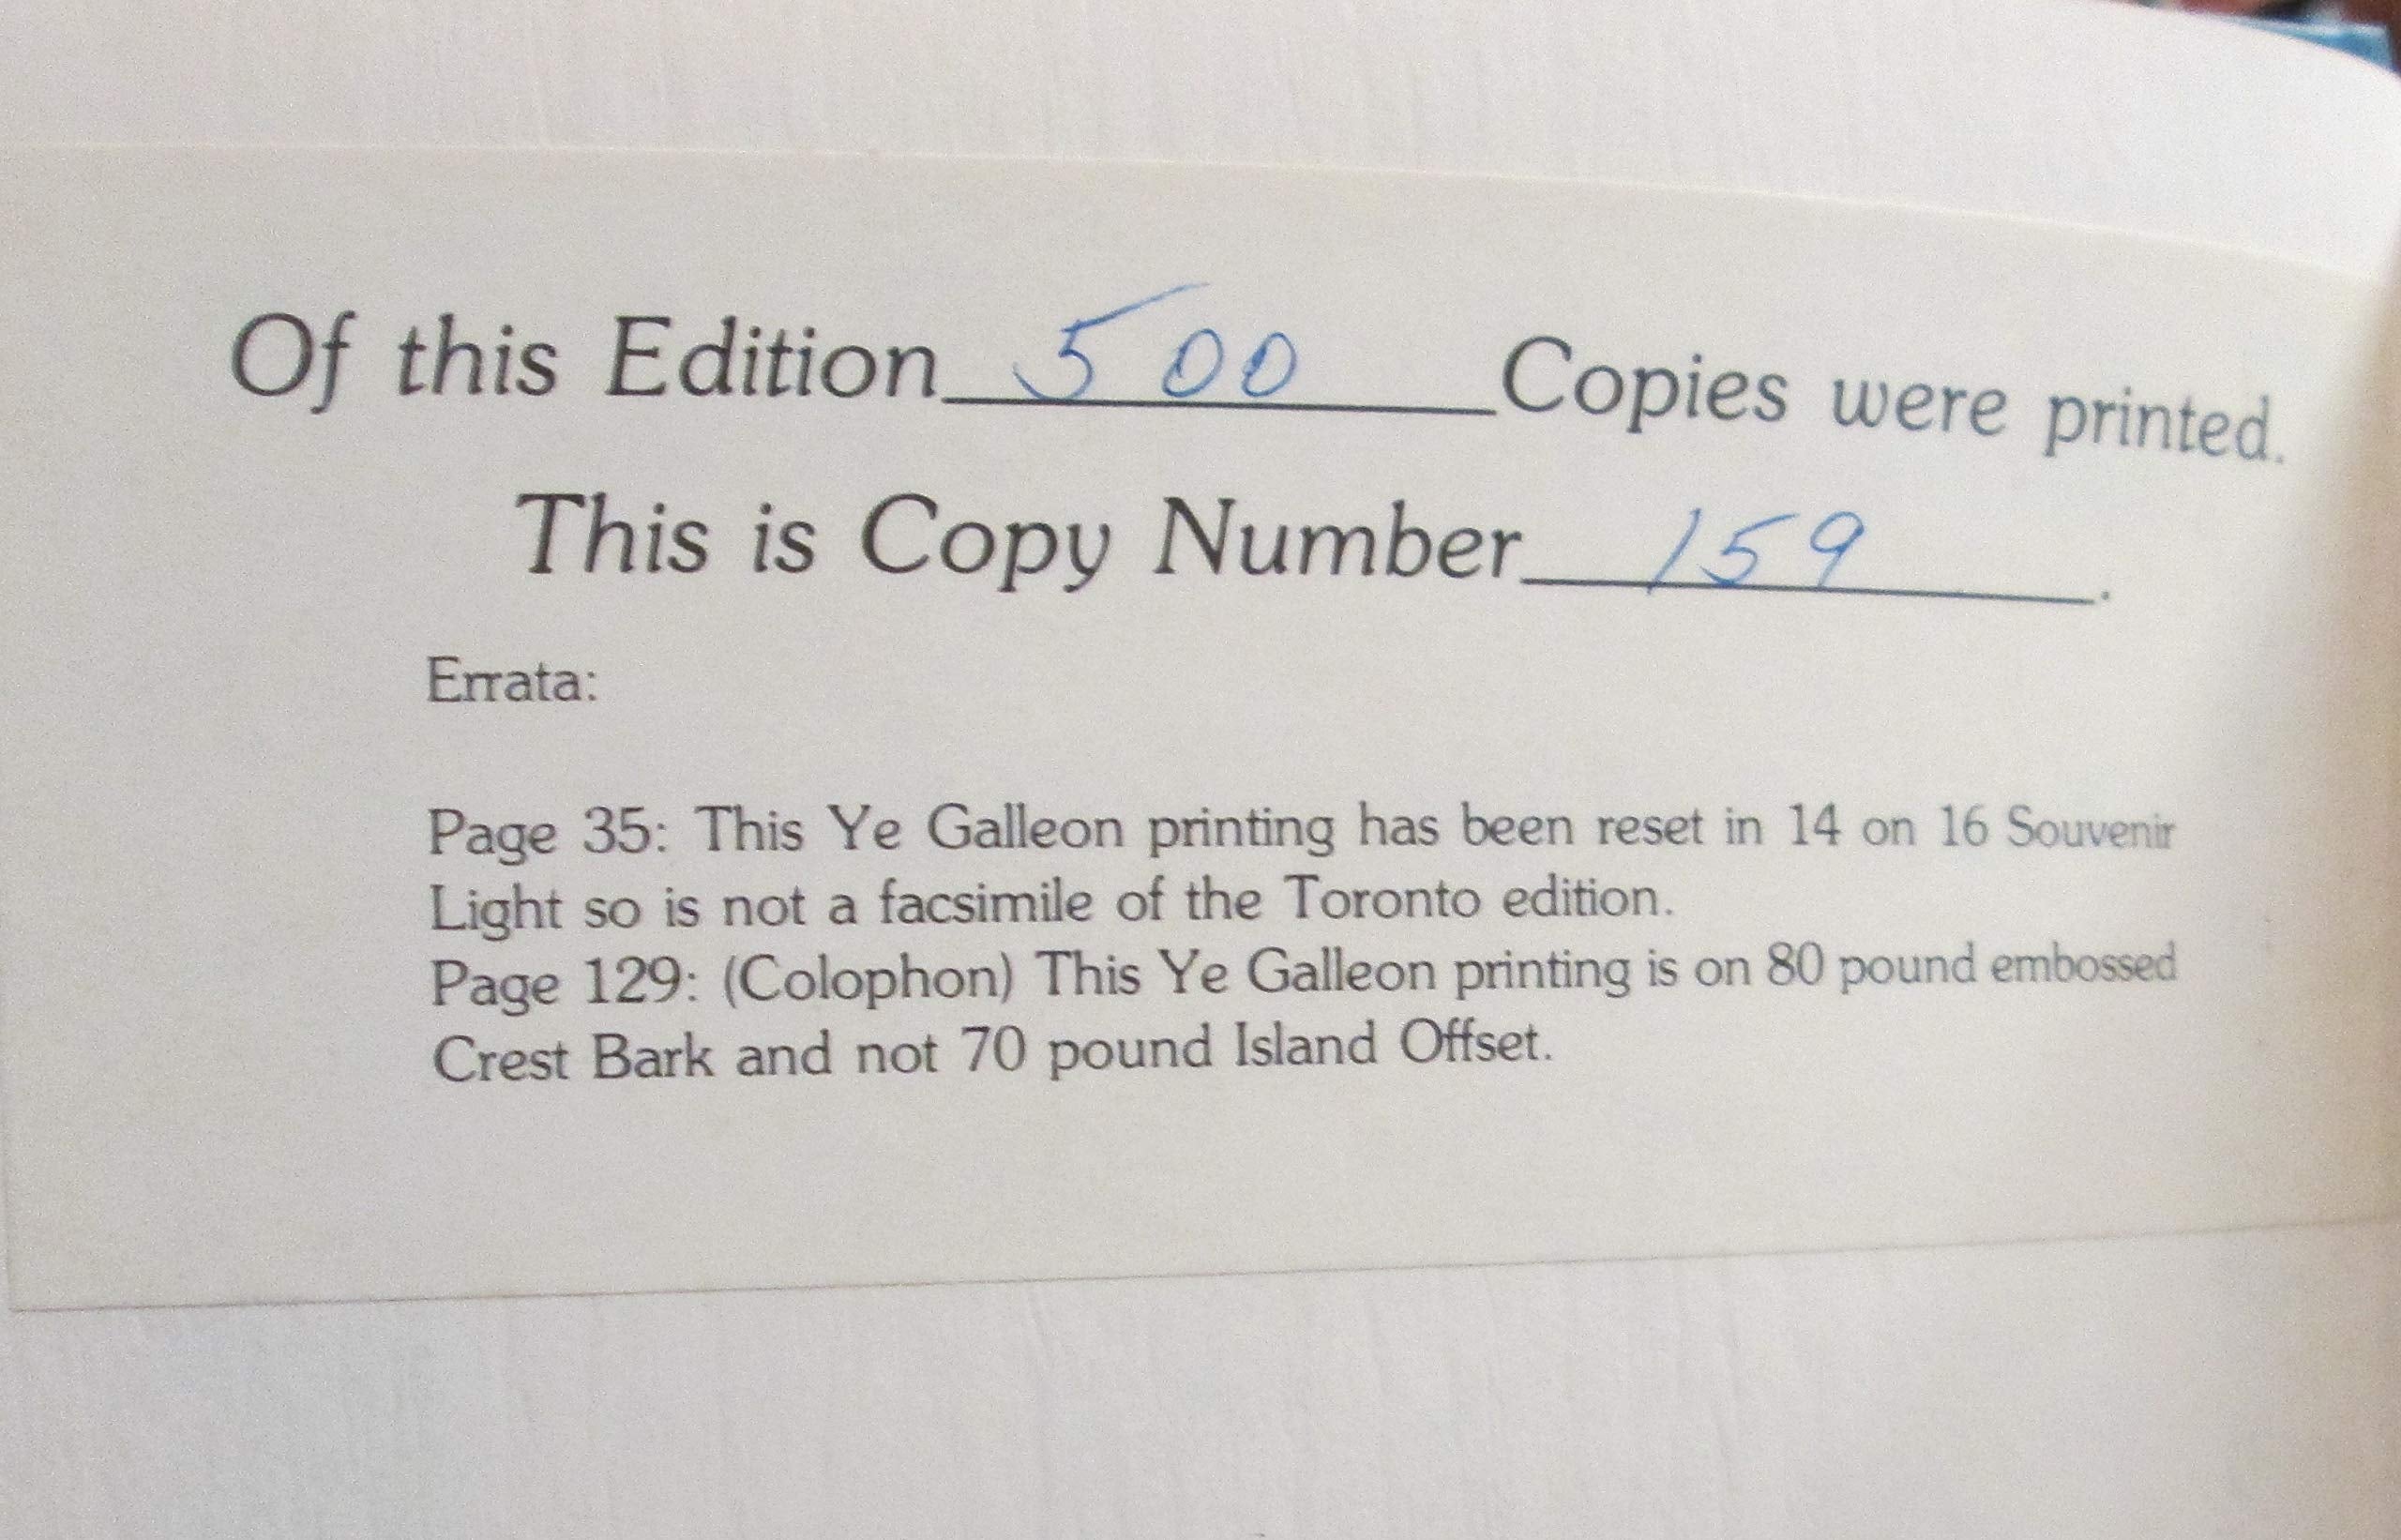 Of this Edition 500 Copies were printed.
This is Copy Number 159.
Errata:
Page 35: This Ye Galleon printing has been reset in 14 on 16 Souvenir
Light so is not a facsimile of the Toronto edition.
Page 129: (Colophon) This Ye Galleon printing is on 80 pound embossed
Crest Bark and not 70 pound Island Offset.